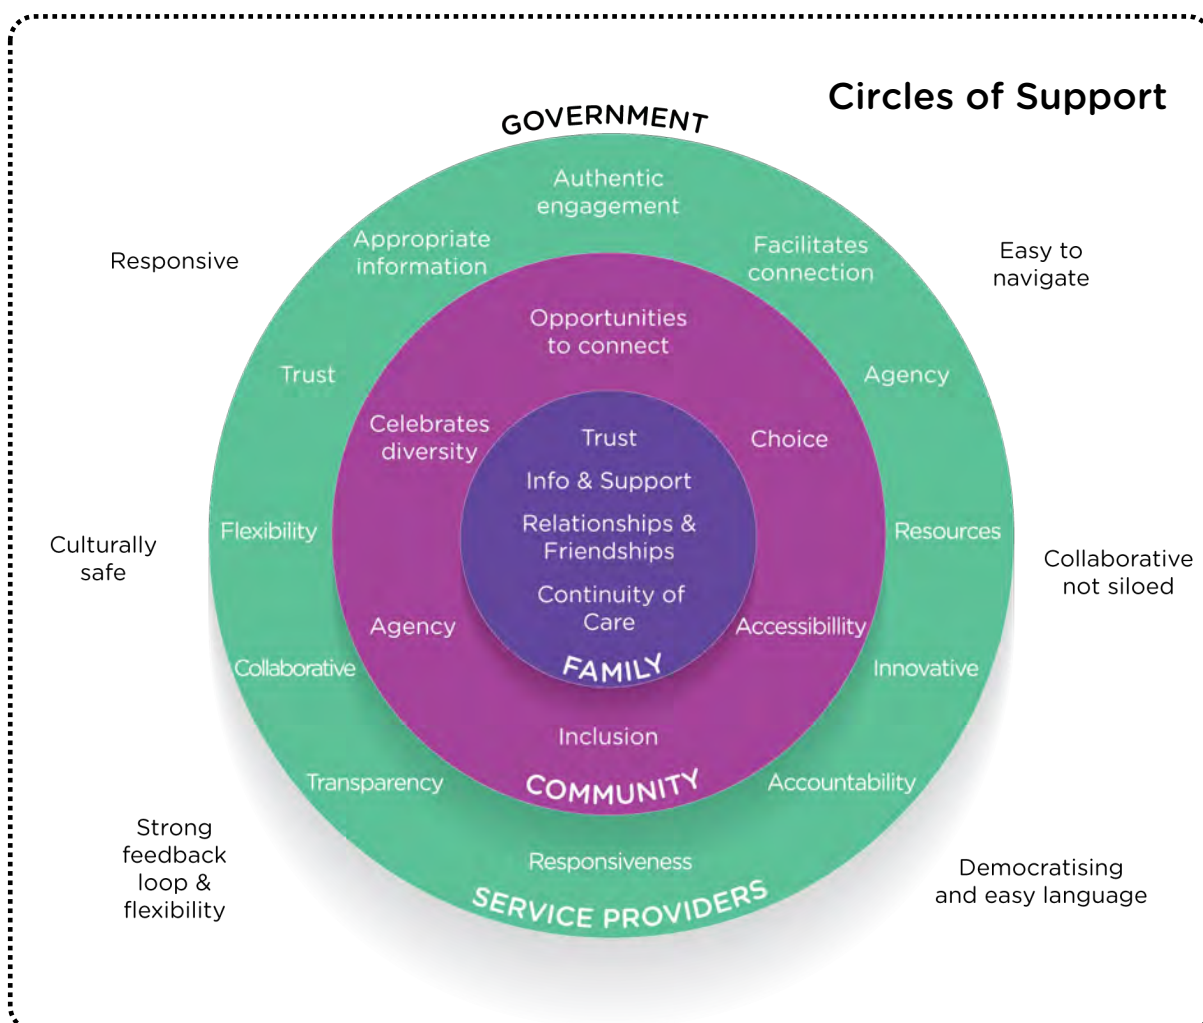 Circles of Support
GOVERNMENT
Responsive
Easy to
navigate
Culturally
safe
Collaborative
not siloed
Strong
feedback
loop &
flexibility
Democratising
and easy language
Authentic
engagement
Appropriate
information
Facilitates
connection
Trust
Agency
Flexibility
Resources
Collaborative
Innovative
Transparency
Accountability
Responsiveness
SERVICE PROVIDERS
Opportunities
to connect
Celebrates
diversity
Choice
Agency
Accessibillity
Inclusion
COMMUNITY
Trust
Info & Support
Relationships &
Friendships
Continuity of
Care
FAMILY